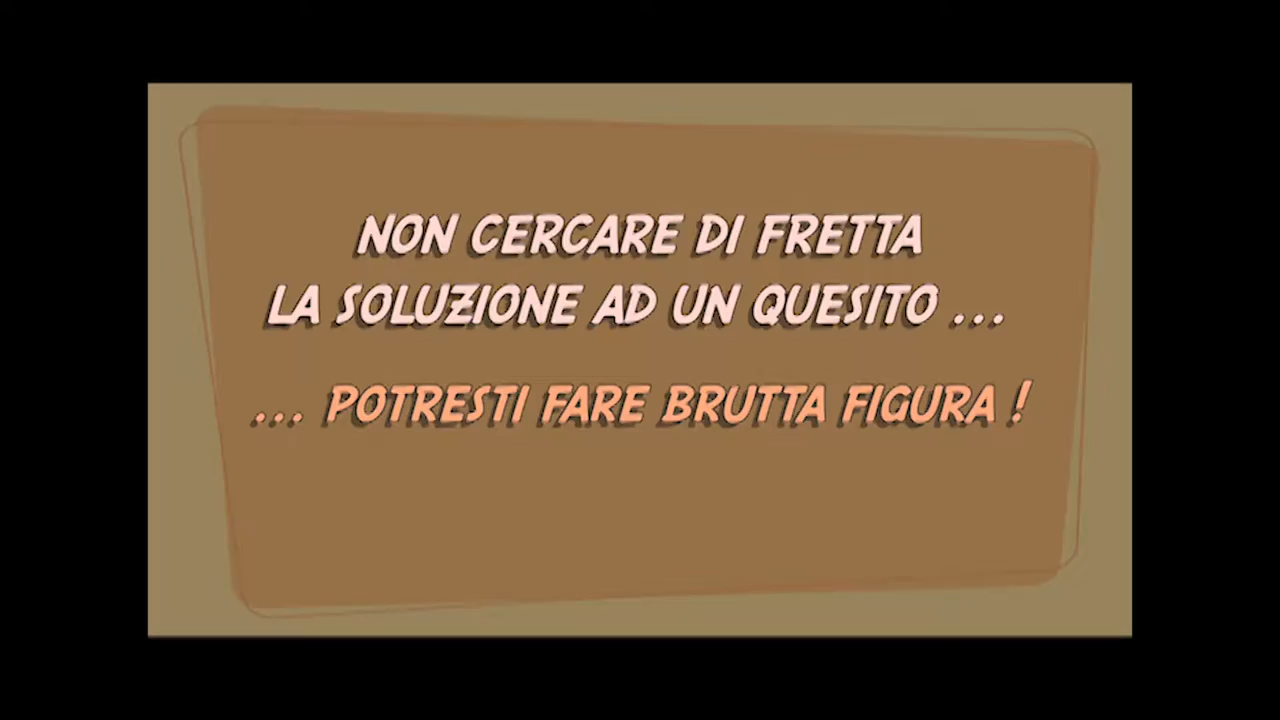 NON CERCARE DI FRETTA
LA SOLUZIONE AD UN QUESITO ...
... POTRESTI FARE BRUTTA FIGURA !